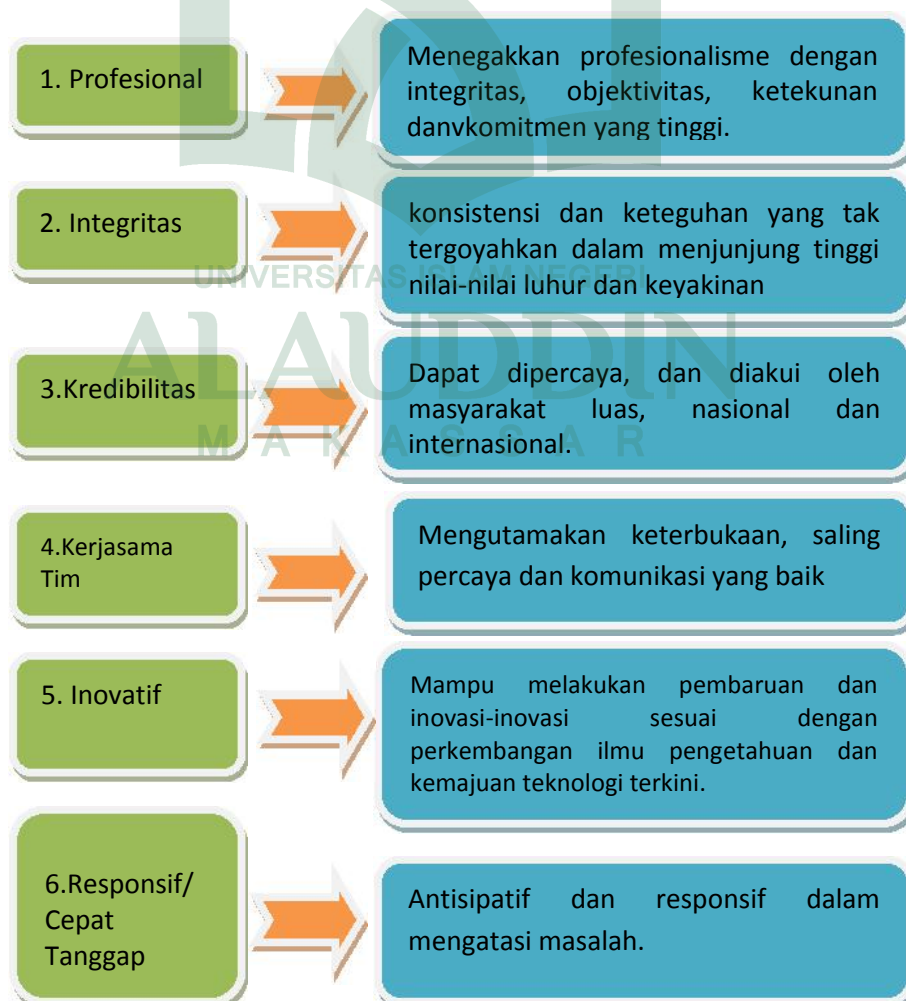 1. Profesional
Menegakkan profesionalisme dengan
integritas, objektivitas, ketekunan
danvkomitmen yang tinggi.
2. Integritas
konsistensi dan keteguhan yang tak
tergoyahkan dalam menjunjung tinggi
nilai-nilai luhur dan keyakinan
UNIVERSITAS ISLAM NEGERI
ALAUDDIN
MAKASSAR
3.Kredibilitas
Dapat dipercaya, dan diakui oleh
masyarakat luas, nasional dan
internasional.
4.Kerjasama
Tim
Mengutamakan keterbukaan, saling
percaya dan komunikasi yang baik
5. Inovatif
Mampu melakukan pembaruan dan
inovasi-inovasi sesuai dengan
perkembangan ilmu pengetahuan dan
kemajuan teknologi terkini.
6.Responsif/
Cepat
Tanggap
Antisipatif dan responsif dalam
mengatasi masalah.